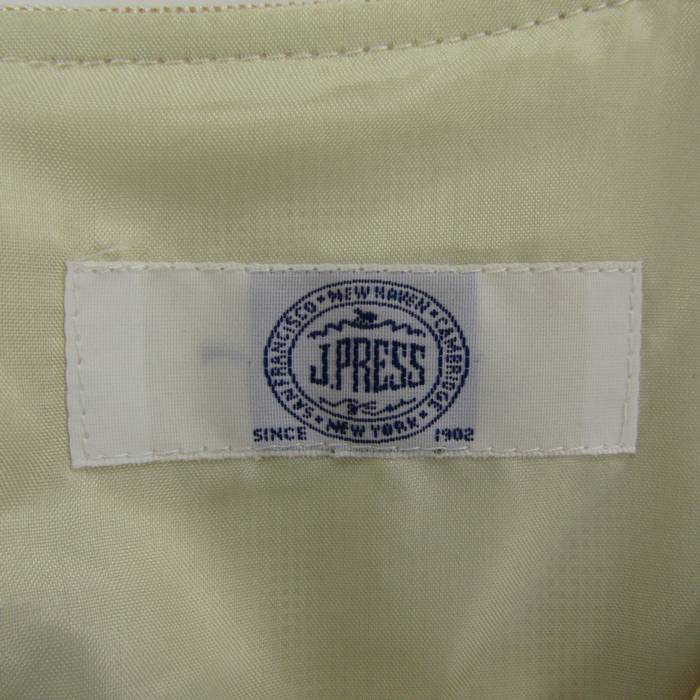 SAN FRANCISCO • NEW HAVEN • CAMBRIDGE • NEW YORK •
J.PRESS
SINCE 1902